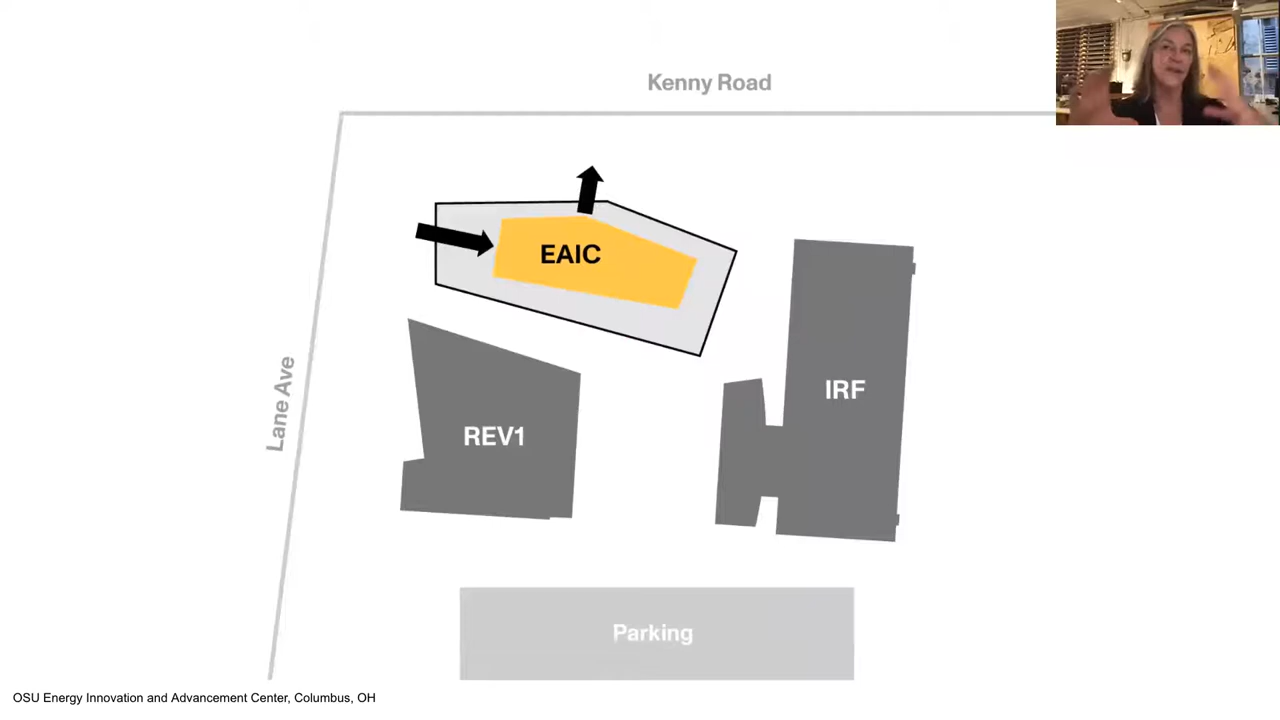 Kenny Road
EAIC
Lane Ave
IRF
REV1
Parking
OSU Energy Innovation and Advancement Center, Columbus, OH